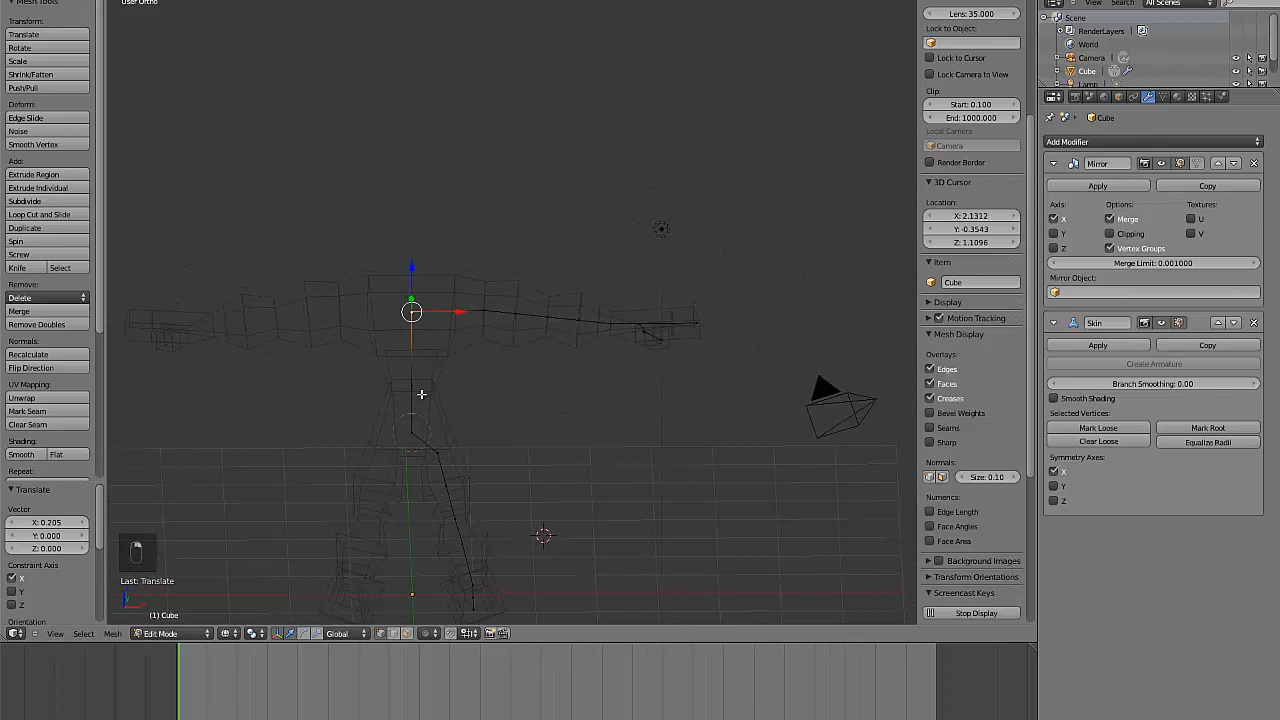 Mesh Tools
Transform:
Translate
Rotate
Scale
Shrink/Fatten
Push/Pull
Deform:
Edge Slide
Noise
Smooth Vertex
Add:
Extrude Region
Extrude Individual
Subdivide
Loop Cut and Slide
Duplicate
Spin
Screw
Knife Select
Remove:
Delete
Merge
Remove Doubles
Normals:
Recalculate
Flip Direction
UV Mapping:
Unwrap
Mark Seam
Clear Seam
Shading:
Smooth Flat
Repeat:
Translate
Vector
X: 0.205
Y: 0.000
Z: 0.000
Constraint Axis
X
Y
Z
Orientation
User Ortho
Last: Translate
(1) Cube
View Select Mesh Edit Mode Global
Lens: 35.000
Lock to Object:
Lock to Cursor
Lock Camera to View
Clip:
Start: 0.100
End: 1000.000
Local Camera
Camera
Render Border
3D Cursor
Location:
X: 2.1312
Y: -0.3543
Z: 1.1096
Item
Cube
Display
Motion Tracking
Mesh Display
Overlays:
Edges
Faces
Creases
Bevel Weights
Seams
Sharp
Normals:
Size: 0.10
Numerics:
Edge Length
Face Angles
Face Area
Background Images
Transform Orientations
Screencast Keys
Stop Display
View Search All Scenes
Scene
RenderLayers
World
Camera
Cube
Lamp
Cube
Add Modifier
Mirror
Apply Copy
Axis: Options: Textures:
X Merge U
Y Clipping V
Z Vertex Groups
Merge Limit: 0.001000
Mirror Object:
Skin
Apply Copy
Create Armature
Branch Smoothing: 0.00
Smooth Shading
Selected Vertices:
Mark Loose Mark Root
Clear Loose Equalize Radii
Symmetry Axes:
X
Y
Z